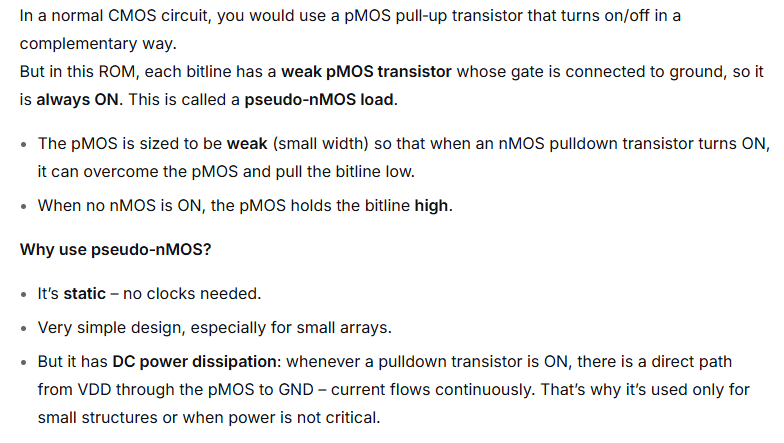 In a normal CMOS circuit, you would use a pMOS pull-up transistor that turns on/off in a
complementary way.
But in this ROM, each bitline has a weak pMOS transistor whose gate is connected to ground, so it
is always ON. This is called a pseudo-nMOS load.
• The pMOS is sized to be weak (small width) so that when an nMOS pulldown transistor turns ON,
it can overcome the pMOS and pull the bitline low.
• When no nMOS is ON, the pMOS holds the bitline high.
Why use pseudo-nMOS?
• It’s static – no clocks needed.
• Very simple design, especially for small arrays.
• But it has DC power dissipation: whenever a pulldown transistor is ON, there is a direct path
from VDD through the pMOS to GND – current flows continuously. That’s why it’s used only for
small structures or when power is not critical.